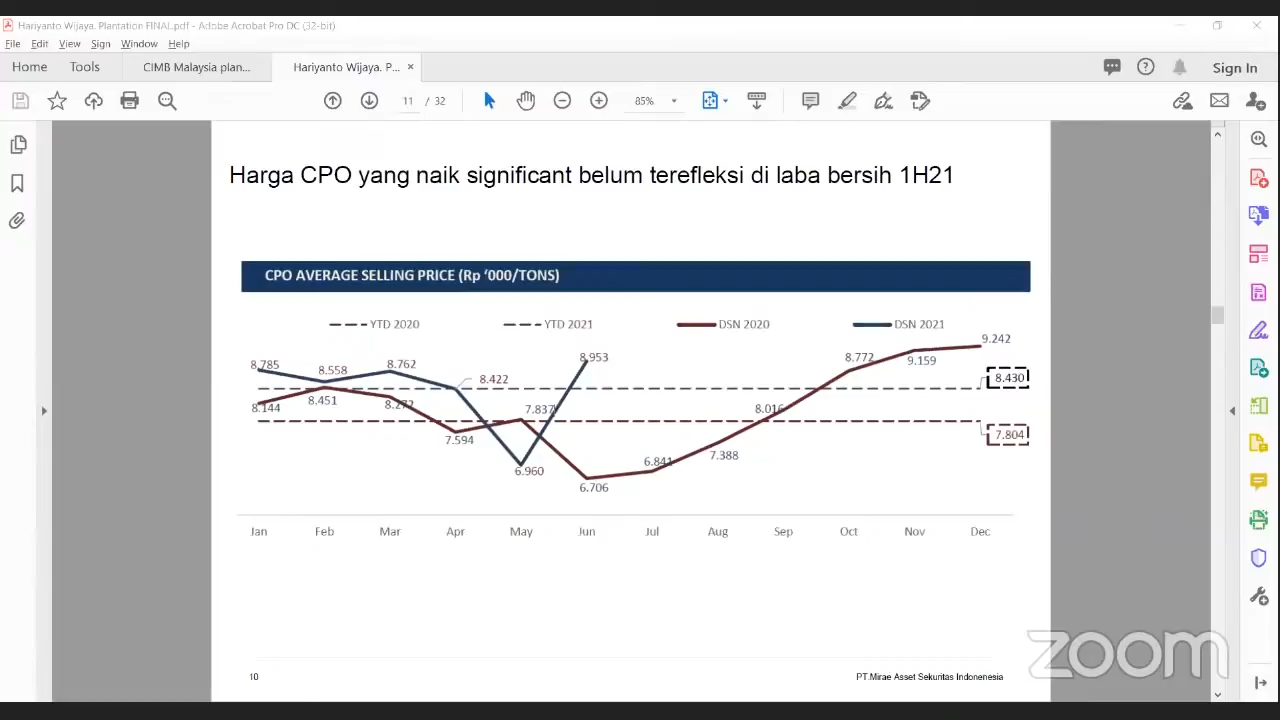 Hariyanto Wijaya. Plantation FINAL.pdf - Adobe Acrobat Pro DC (32-bit)
File Edit View Sign Window Help
Home Tools CIMB Malaysia plan... Hariyanto Wijaya. P... × Sign In
11 / 32 85%
Harga CPO yang naik significant belum terefleksi di laba bersih 1H21
CPO AVERAGE SELLING PRICE (Rp ‘000/TONS)
YTD 2020 YTD 2021 DSN 2020 DSN 2021
8.785 8.558 8.762 8.422 6.960 8.953
8.144 8.451 8.272 7.594 7.837 6.706 6.841 7.388 8.016 8.772 9.159 9.242
8.430
7.804
Jan Feb Mar Apr May Jun Jul Aug Sep Oct Nov Dec
10 PT.Mirae Asset Sekuritas Indonenesia
zoom